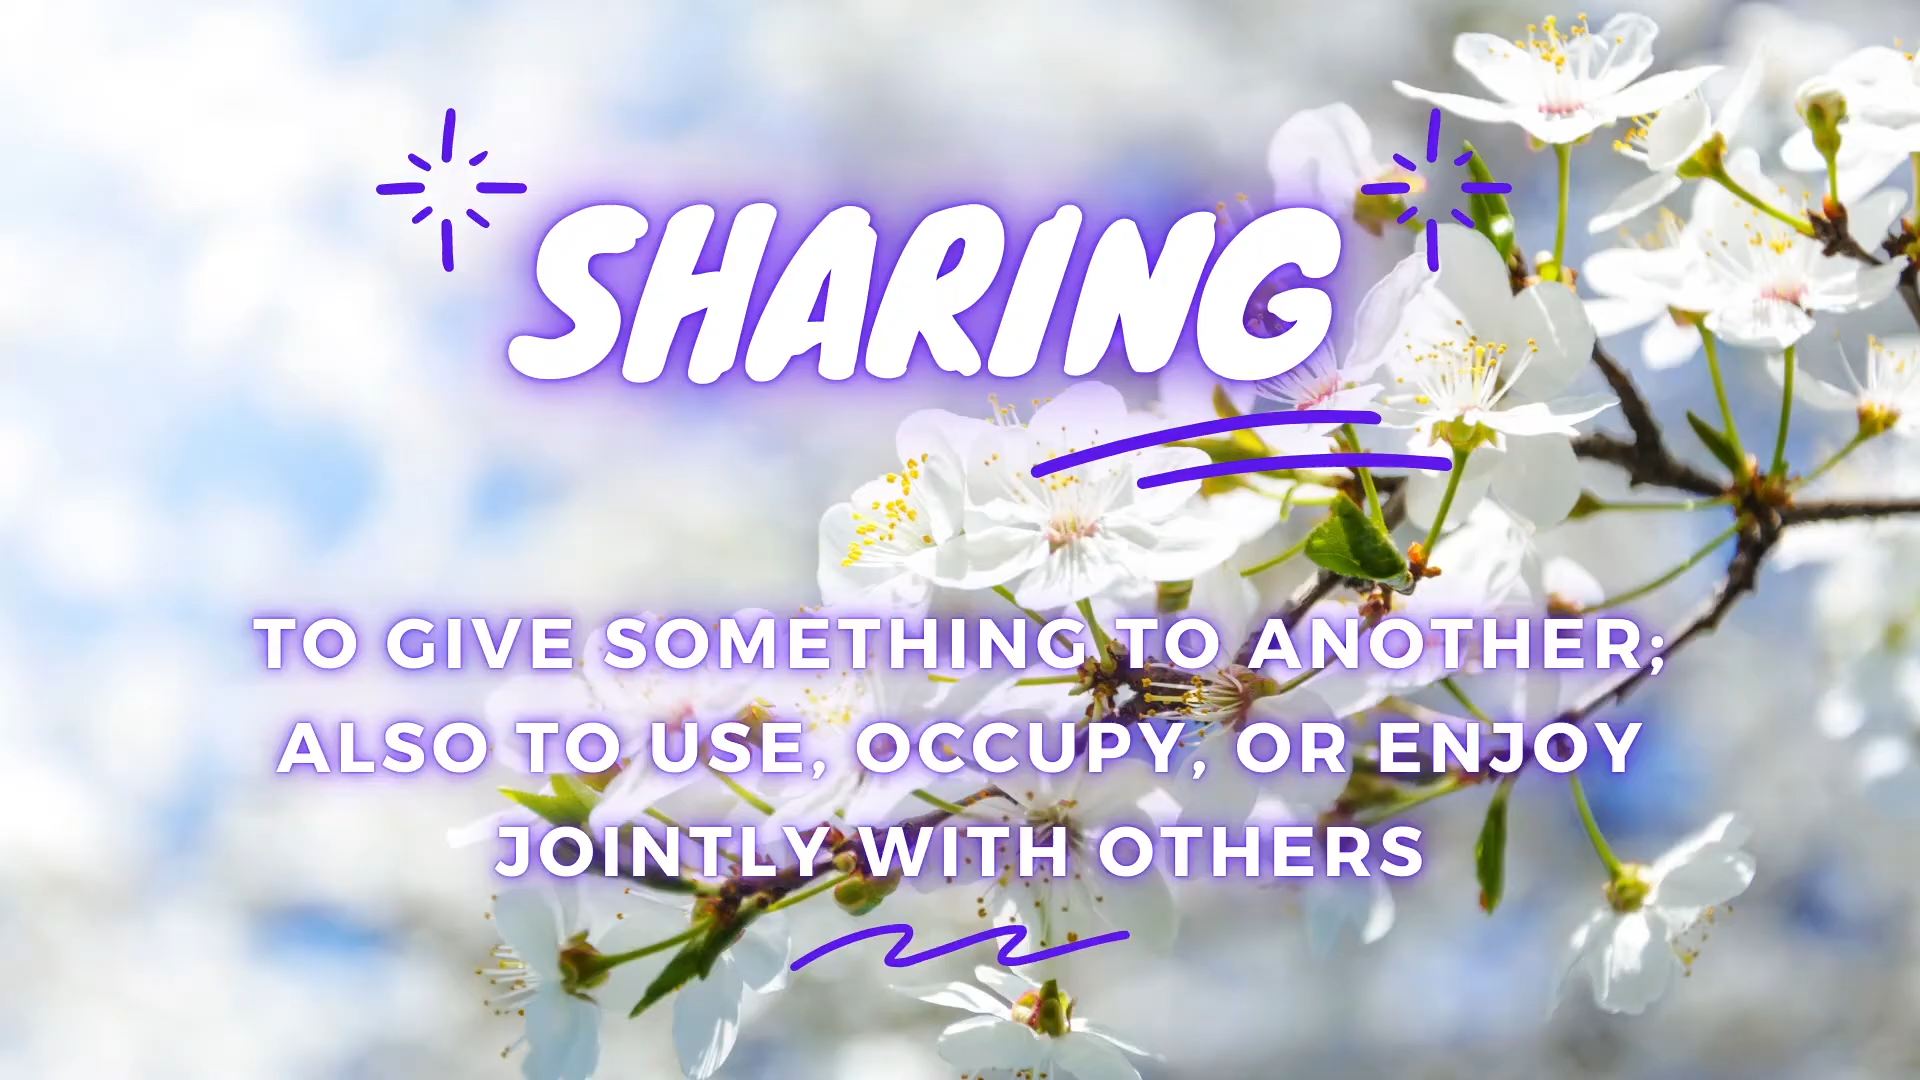 SHARING
TO GIVE SOMETHING TO ANOTHER;
ALSO TO USE, OCCUPY, OR ENJOY
JOINTLY WITH OTHERS